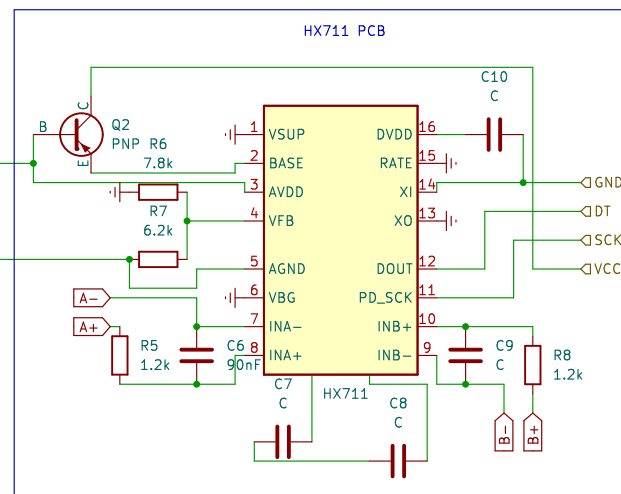 HX711 PCB
C10
C
C
B
E
Q2
PNP
R6
7.8k
R7
6.2k
1
VSUP
2
BASE
3
AVDD
4
VFB
5
AGND
6
VBG
7
INA-
8
INA+
DVDD
16
RATE
15
XI
14
XO
13
DOUT
12
PD_SCK
11
INB+
10
INB-
9
GND
DT
SCK
VCC
A-
A+
R5
1.2k
C6
90nF
C9
C
R8
1.2k
HX711
C7
C
C8
C
B-
B+